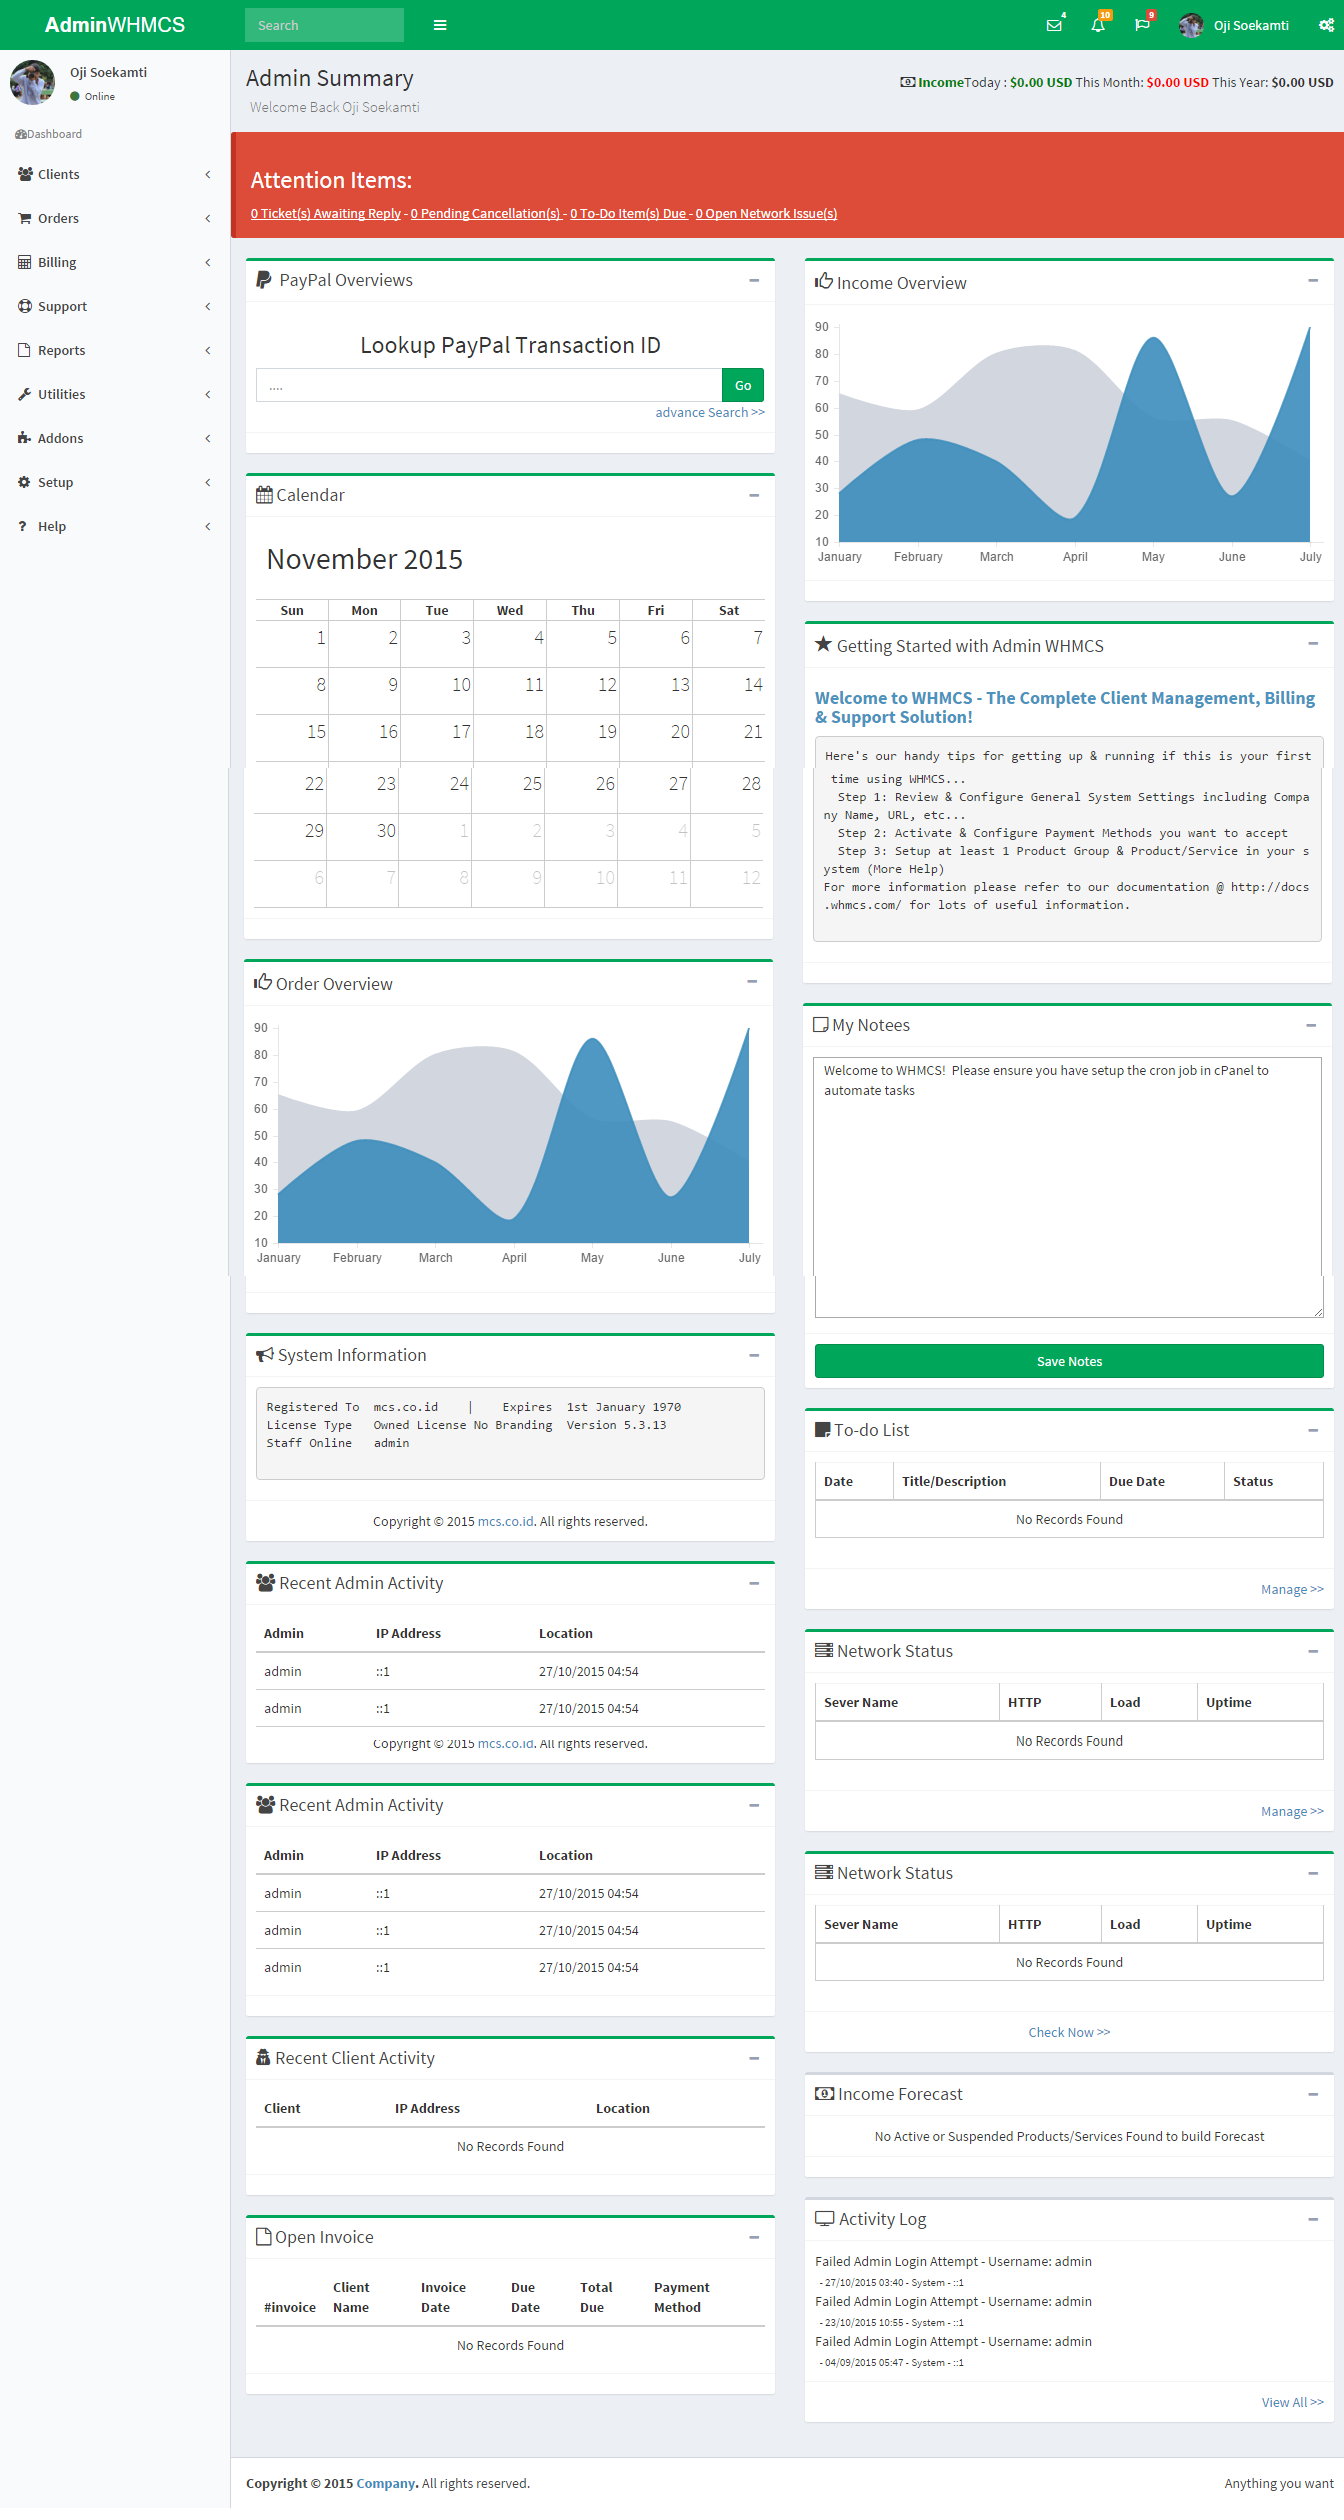 AdminWHMCS
Search
4
10
9
Oji Soekamti
Oji Soekamti
Online
Dashboard
Clients
Orders
Billing
Support
Reports
Utilities
Addons
Setup
Help
Admin Summary
Welcome Back Oji Soekamti
IncomeToday : $0.00 USD This Month: $0.00 USD This Year: $0.00 USD
Attention Items:
0 Ticket(s) Awaiting Reply - 0 Pending Cancellation(s) - 0 To-Do Item(s) Due - 0 Open Network Issue(s)
PayPal Overviews
Lookup PayPal Transaction ID
....
Go
advance Search >>
Calendar
November 2015
Sun Mon Tue Wed Thu Fri Sat
1 2 3 4 5 6 7
8 9 10 11 12 13 14
15 16 17 18 19 20 21
22 23 24 25 26 27 28
29 30 1 2 3 4 5
6 7 8 9 10 11 12
Order Overview
90
80
70
60
50
40
30
20
10
January February March April May June July
System Information
Registered To mcs.co.id | Expires 1st January 1970
License Type Owned License No Branding Version 5.3.13
Staff Online admin
Copyright © 2015 mcs.co.id. All rights reserved.
Recent Admin Activity
Admin IP Address Location
admin ::1 27/10/2015 04:54
admin ::1 27/10/2015 04:54
Copyright © 2015 mcs.co.id. All rights reserved.
Recent Admin Activity
Admin IP Address Location
admin ::1 27/10/2015 04:54
admin ::1 27/10/2015 04:54
admin ::1 27/10/2015 04:54
Recent Client Activity
Client IP Address Location
No Records Found
Open Invoice
#invoice Client Name Invoice Date Due Date Total Due Payment Method
No Records Found
Income Overview
90
80
70
60
50
40
30
20
10
January February March April May June July
Getting Started with Admin WHMCS
Welcome to WHMCS - The Complete Client Management, Billing
& Support Solution!
Here's our handy tips for getting up & running if this is your first
time using WHMCS...
Step 1: Review & Configure General System Settings including Compa
ny Name, URL, etc...
Step 2: Activate & Configure Payment Methods you want to accept
Step 3: Setup at least 1 Product Group & Product/Service in your s
ystem (More Help)
For more information please refer to our documentation @ http://docs
.whmcs.com/ for lots of useful information.
My Notees
Welcome to WHMCS! Please ensure you have setup the cron job in cPanel to
automate tasks
Save Notes
To-do List
Date Title/Description Due Date Status
No Records Found
Manage >>
Network Status
Sever Name HTTP Load Uptime
No Records Found
Manage >>
Network Status
Sever Name HTTP Load Uptime
No Records Found
Check Now >>
Income Forecast
No Active or Suspended Products/Services Found to build Forecast
Activity Log
Failed Admin Login Attempt - Username: admin
- 27/10/2015 03:40 - System - ::1
Failed Admin Login Attempt - Username: admin
- 23/10/2015 10:55 - System - ::1
Failed Admin Login Attempt - Username: admin
- 04/09/2015 05:47 - System - ::1
View All >>
Copyright © 2015 Company. All rights reserved.
Anything you want